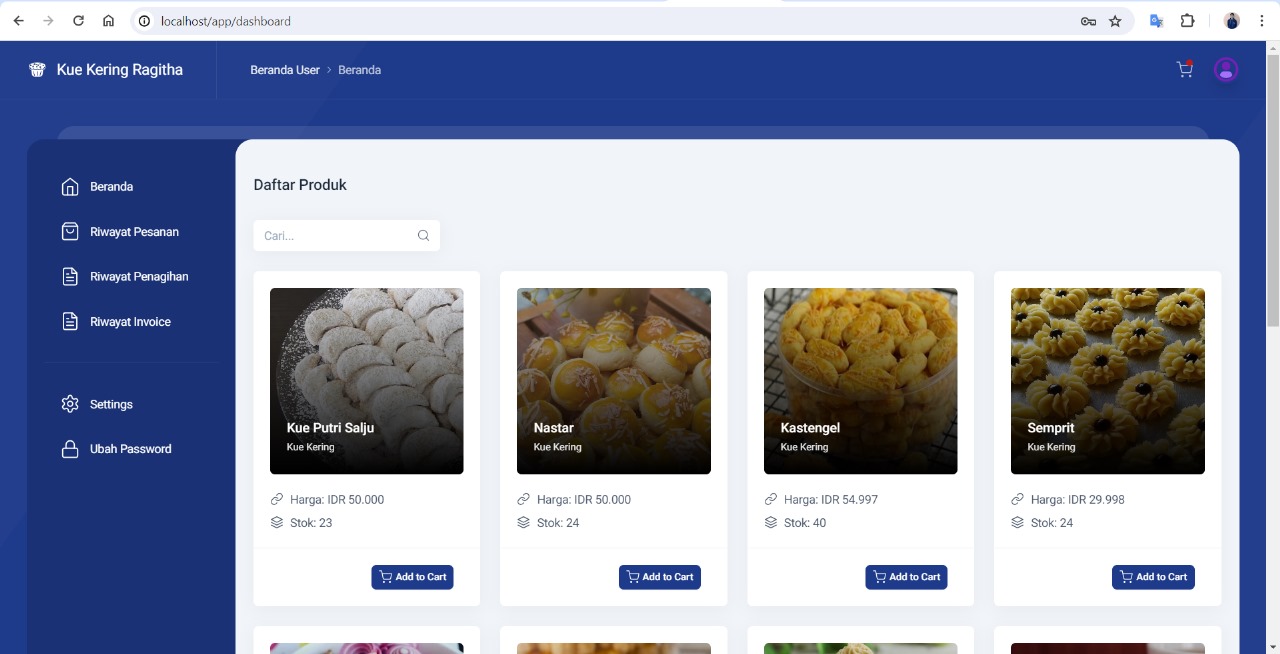 localhost/app/dashboard
Kue Kering Ragitha
Beranda User > Beranda
Beranda
Riwayat Pesanan
Riwayat Penagihan
Riwayat Invoice
Settings
Ubah Password
Daftar Produk
Cari...
Kue Putri Salju
Kue Kering
Harga: IDR 50.000
Stok: 23
Add to Cart
Nastar
Kue Kering
Harga: IDR 50.000
Stok: 24
Add to Cart
Kastengel
Kue Kering
Harga: IDR 54.997
Stok: 40
Add to Cart
Semprit
Kue Kering
Harga: IDR 29.998
Stok: 24
Add to Cart